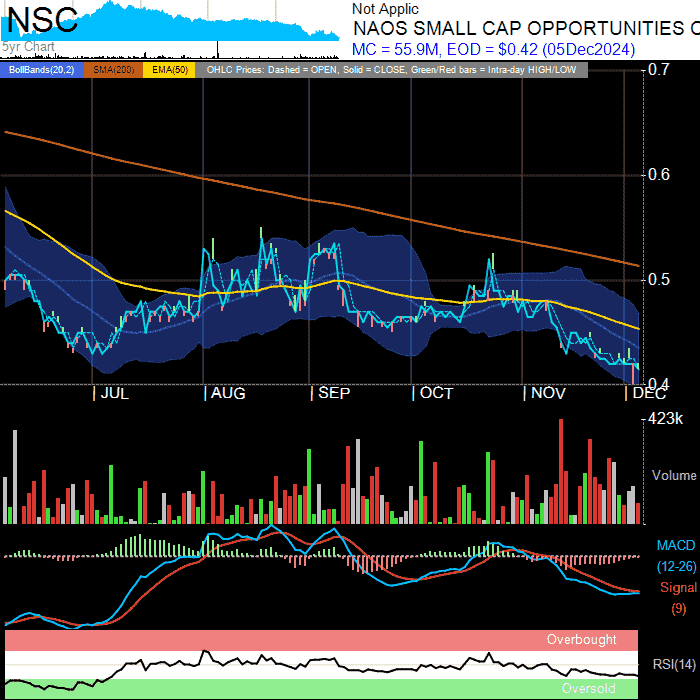 NSC
5yr Chart
Not Applic
NAOS SMALL CAP OPPORTUNITIES C
MC = 55.9M, EOD = $0.42 (05Dec2024)
BollBands(20,2) SMA(200) EMA(50) OHLC Prices: Dashed = OPEN, Solid = CLOSE, Green/Red bars = Intra-day HIGH/LOW
0.7
0.6
0.5
0.4
JUL AUG SEP OCT NOV DEC
423k
Volume
MACD
(12-26)
Signal
(9)
Overbought
RSI(14)
Oversold